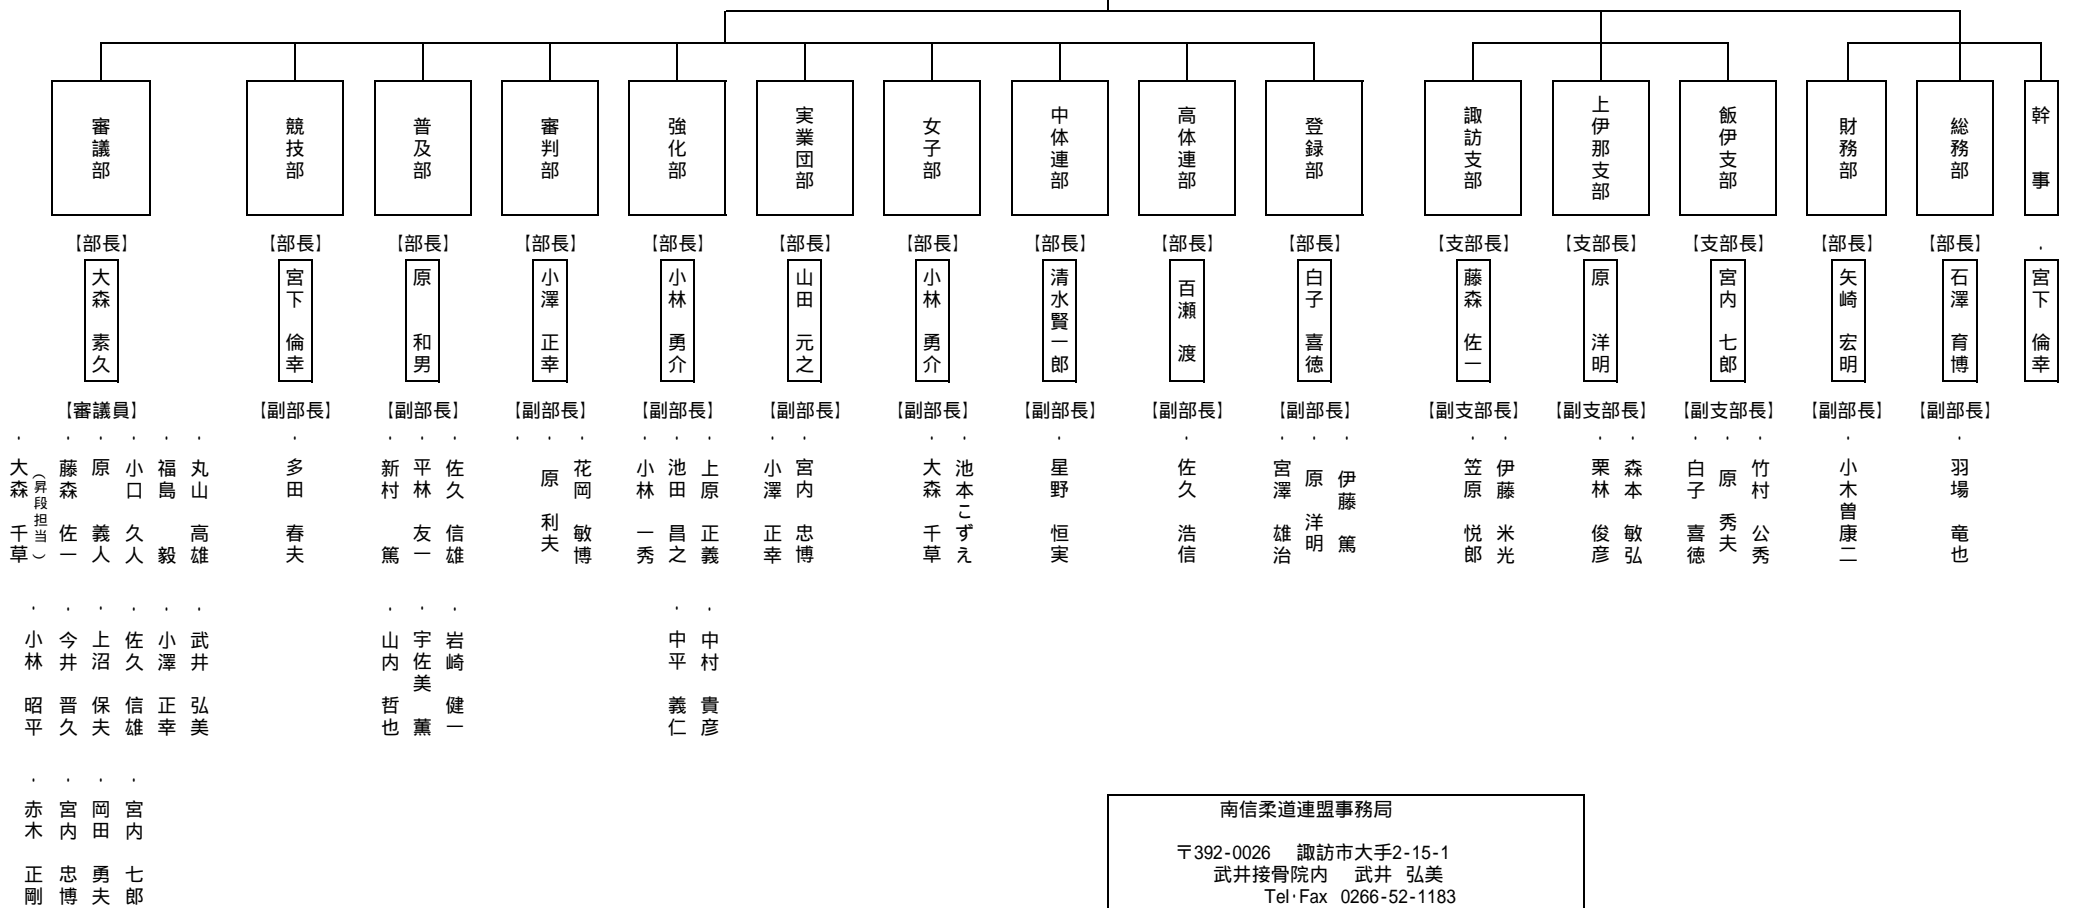 審議部
競技部
普及部
審判部
強化部
実業団部
女子部
中体連部
高体連部
登録部
諏訪支部
上伊那支部
飯伊支部
財務部
総務部
幹 事
【部長】
【部長】
【部長】
【部長】
【部長】
【部長】
【部長】
【部長】
【部長】
【部長】
【支部長】
【支部長】
【支部長】
【部長】
【部長】
大森 素久
宮下 倫幸
原 和男
小澤 正幸
小林 勇介
山田 元之
小林 勇介
清水賢一郎
百瀬 渡
白子 喜徳
藤森 佐一
原 洋明
宮内 七郎
矢崎 宏明
石澤 育博
・宮下 倫幸
【審議員】
【副部長】
【副部長】
【副部長】
【副部長】
【副部長】
【副部長】
【副部長】
【副部長】
【副部長】
【副支部長】
【副支部長】
【副支部長】
【副部長】
【副部長】
・大森 千草
(昇段担当)
・藤森 佐一
・原 義人
・小口 久人
・福島 毅
・丸山 高雄
・多田 春夫
・新村 篤
・平林 友一
・佐久 信雄
・原 利夫
・花岡 敏博
・小林 一秀
・池田 昌之
・上原 正義
・小澤 正幸
・宮内 忠博
・大森 千草
・池本こずえ
・星野 恒実
・佐久 浩信
・宮澤 雄治
・原 洋明
・伊藤 篤
・笠原 悦郎
・伊藤 米光
・栗林 俊彦
・森本 敏弘
・白子 喜徳
・原 秀夫
・竹村 公秀
・小木曽康二
・羽場 竜也
・小林 昭平
・今井 晋久
・上沼 保夫
・佐久 信雄
・小澤 正幸
・武井 弘美
・山内 哲也
・宇佐美 薫
・岩崎 健一
・中平 義仁
・中村 貴彦
・赤木 正剛
・宮内 忠博
・岡田 勇夫
・宮内 七郎
南信柔道連盟事務局
〒392-0026 諏訪市大手2-15-1
武井接骨院内 武井 弘美
Tel･Fax 0266-52-1183